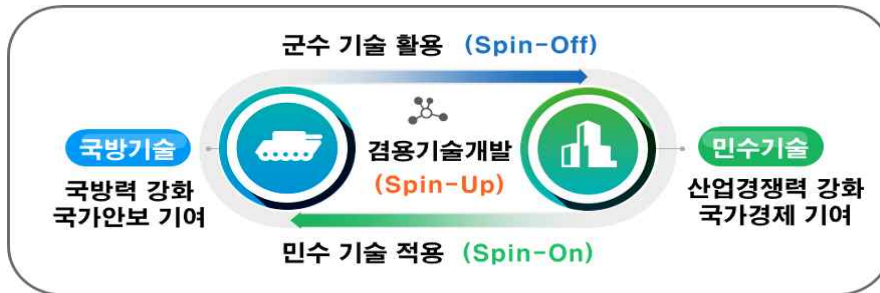 군수 기술 활용 (Spin-Off)
국방기술
국방력 강화
국가안보 기여
겸용기술개발
(Spin-Up)
민수기술
산업경쟁력 강화
국가경제 기여
민수 기술 적용 (Spin-On)